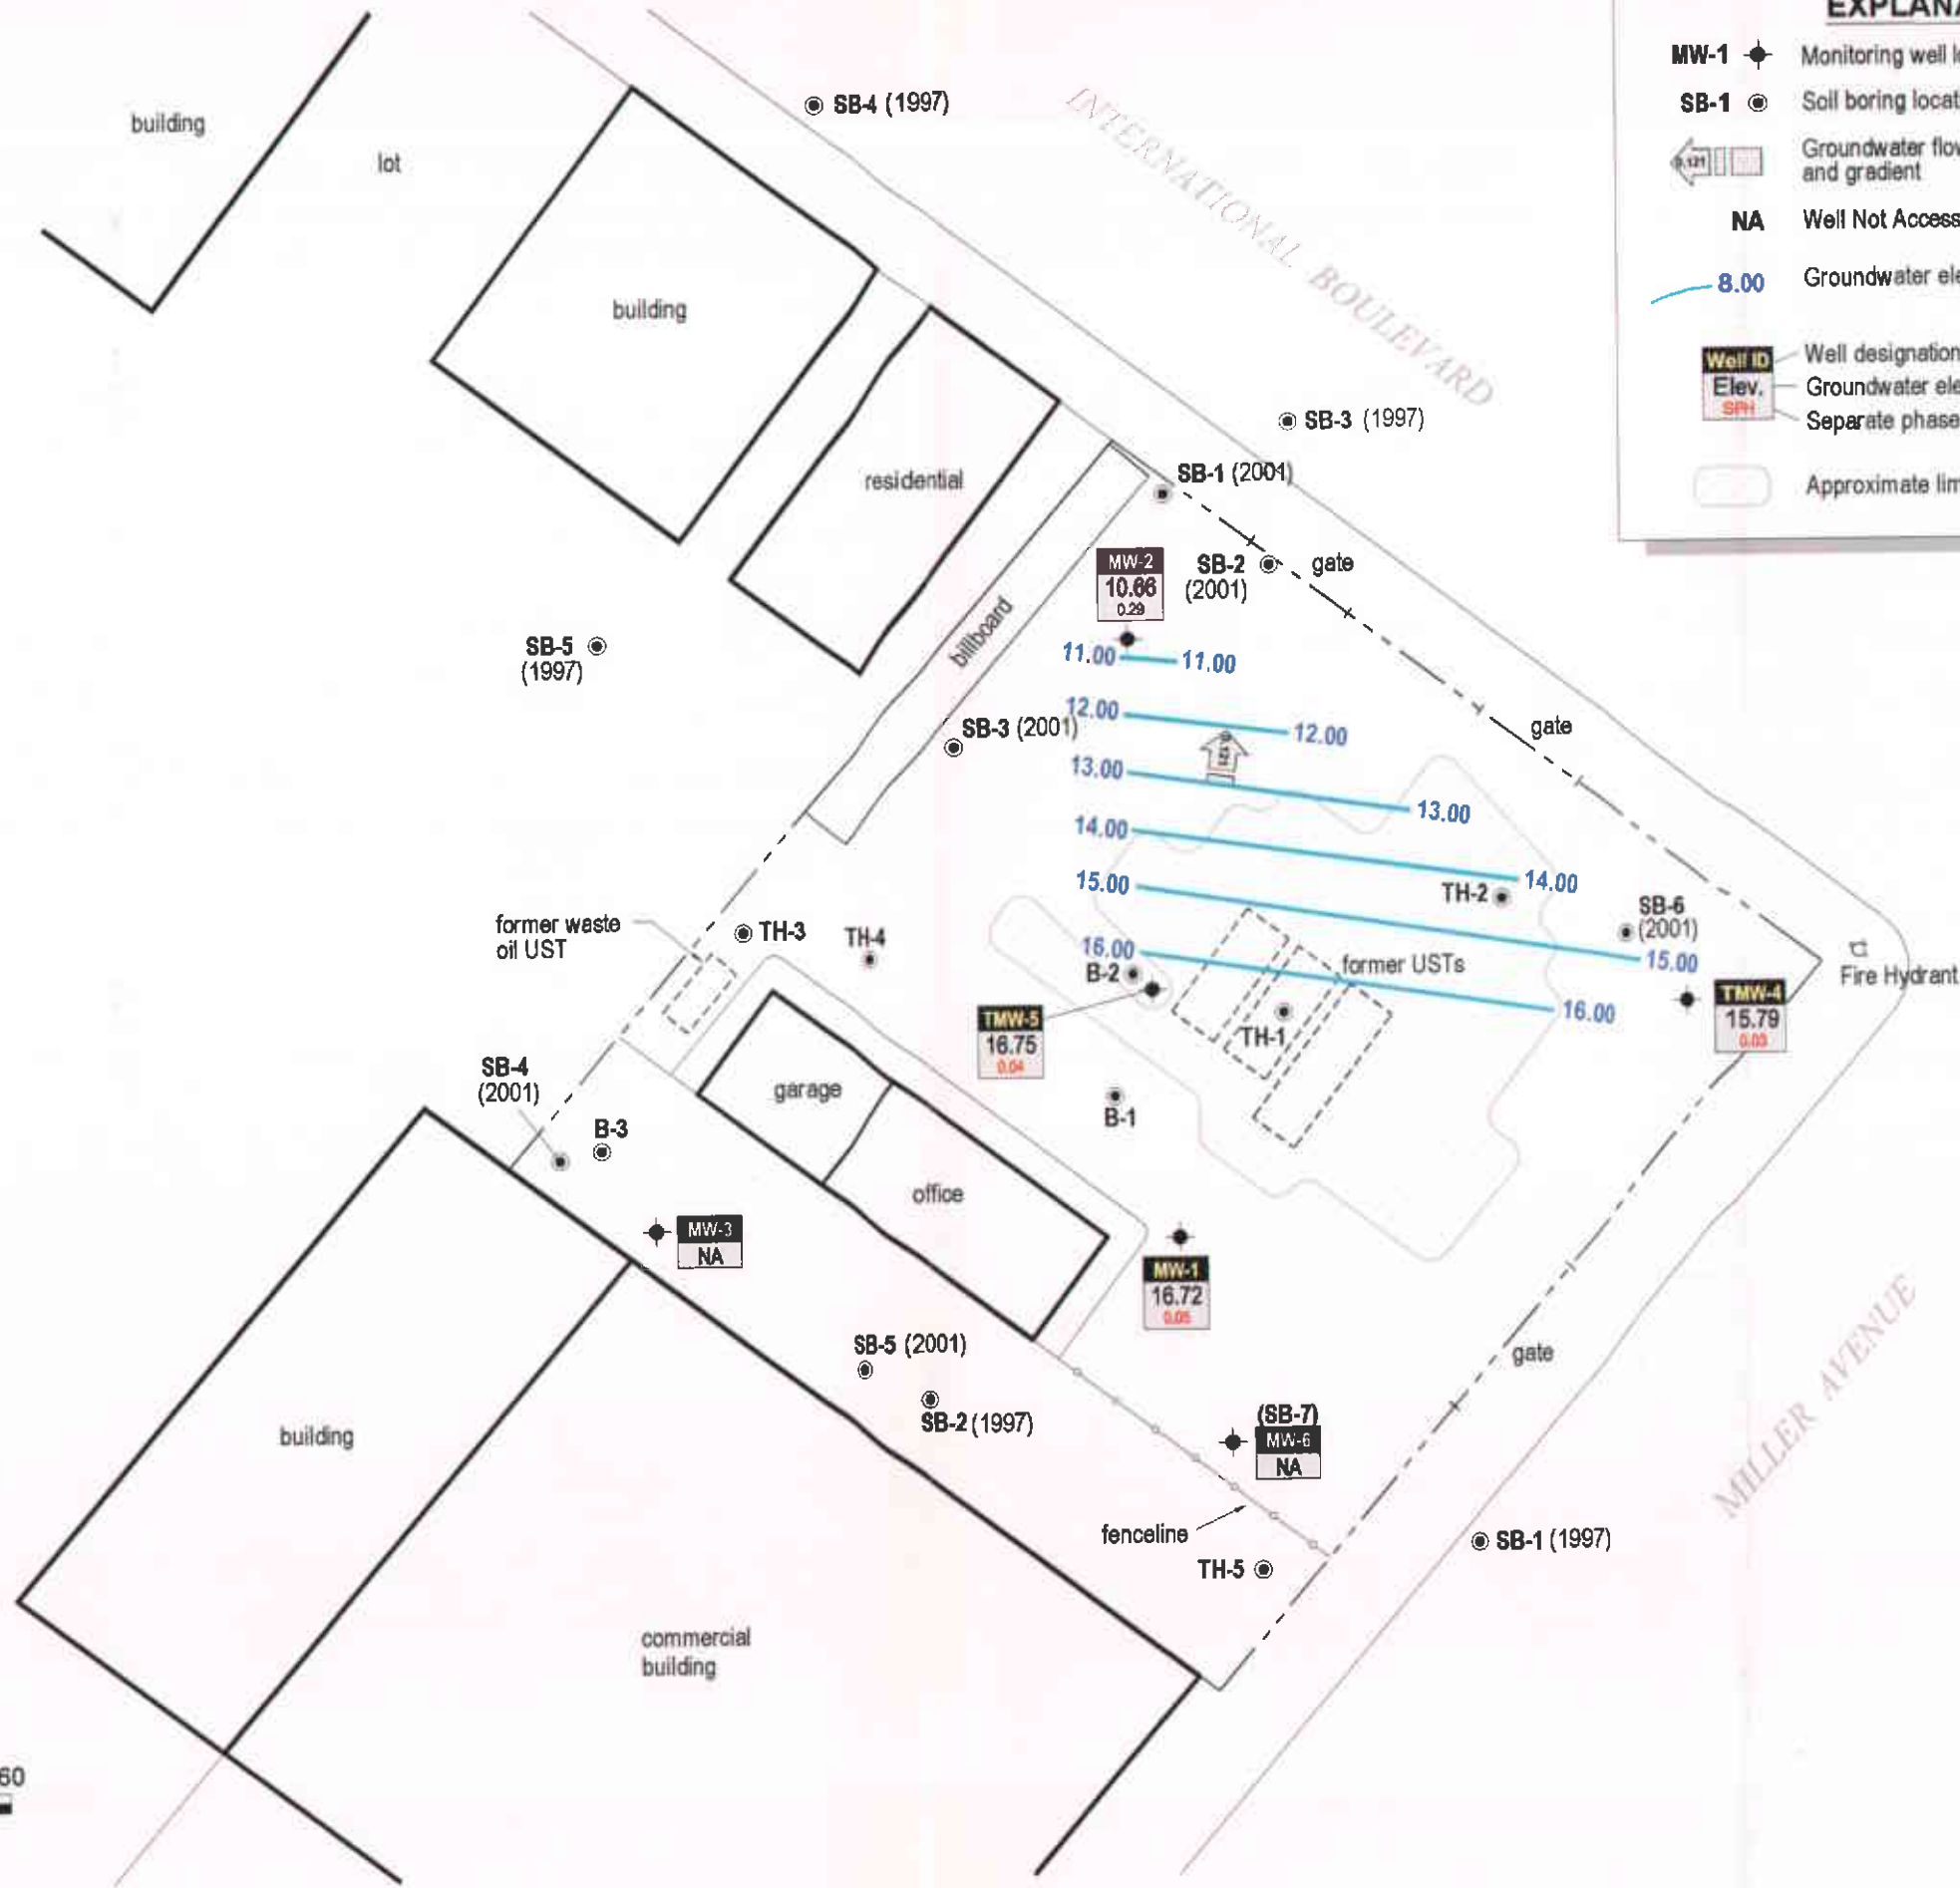 EXPLANA
MW-1 Monitoring well l
SB-1 Soil boring locat
0.121 Groundwater flow
and gradient
NA Well Not Access
8.00 Groundwater ele
Well ID Well designation
Elev. Groundwater ele
SPH Separate phase
Approximate lim
building
lot
SB-4 (1997)
INTERNATIONAL BOULEVARD
building
SB-3 (1997)
residential
SB-1 (2001)
MW-2
10.66
0.29
SB-2
(2001)
gate
billboard
SB-5
(1997)
11.00 11.00
12.00 12.00
SB-3 (2001)
gate
0.121
13.00 13.00
14.00 14.00
15.00 15.00
TH-2
SB-6
(2001)
former waste
oil UST
TH-3
TH-4
16.00 16.00
B-2
former USTs
Fire Hydrant
TMW-5
16.75
0.04
TH-1
TMW-4
15.79
0.03
SB-4
(2001)
garage
B-1
B-3
office
MW-3
NA
MW-1
16.72
0.05
MILLER AVENUE
SB-5 (2001)
SB-2 (1997)
gate
(SB-7)
MW-6
NA
building
fenceline
SB-1 (1997)
TH-5
commercial
building
60